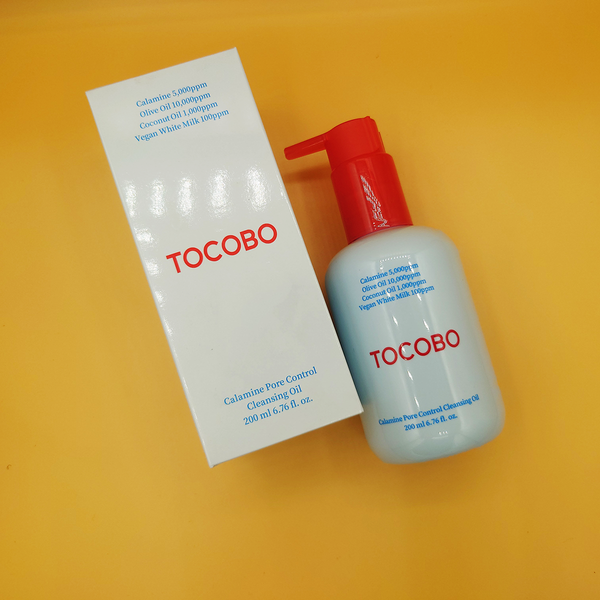 Calamine 5,000ppm
Olive Oil 10,000ppm
Coconut Oil 1,000ppm
Vegan White Milk 100ppm
TOCOBO
Calamine Pore Control
Cleansing Oil
200 ml 6.76 fl. oz.
Calamine 5,000ppm
Olive Oil 10,000ppm
Coconut Oil 1,000ppm
Vegan White Milk 100ppm
TOCOBO
Calamine Pore Control Cleansing Oil
200 ml 6.76 fl. oz.